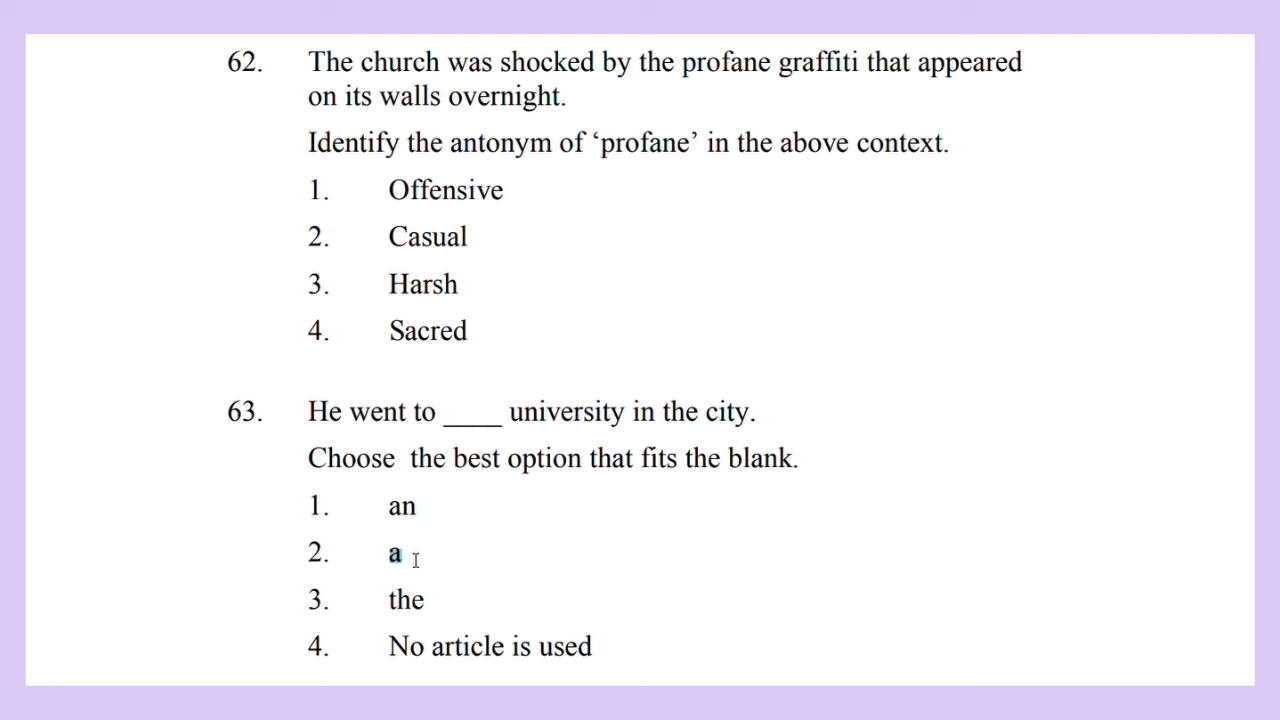 62. The church was shocked by the profane graffiti that appeared
on its walls overnight.
Identify the antonym of ‘profane’ in the above context.
1. Offensive
2. Casual
3. Harsh
4. Sacred
63. He went to ____ university in the city.
Choose the best option that fits the blank.
1. an
2. a
3. the
4. No article is used